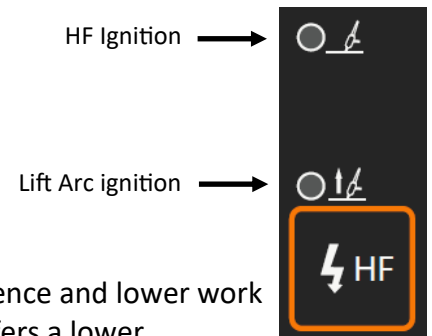 HF Ignition
Lift Arc ignition
HF
ence and lower work
fers a lower